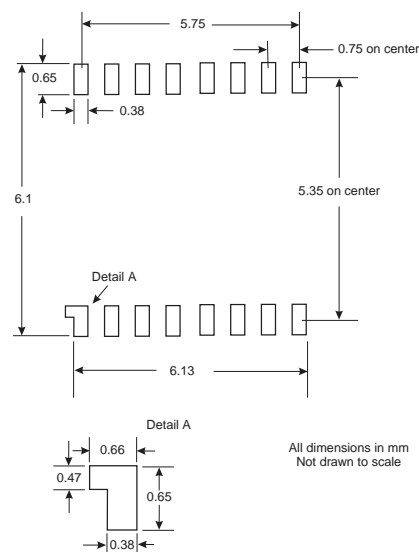 5.75
0.75 on center
0.65
0.38
6.1
5.35 on center
Detail A
6.13
Detail A
0.66
All dimensions in mm
Not drawn to scale
0.47
0.65
0.38